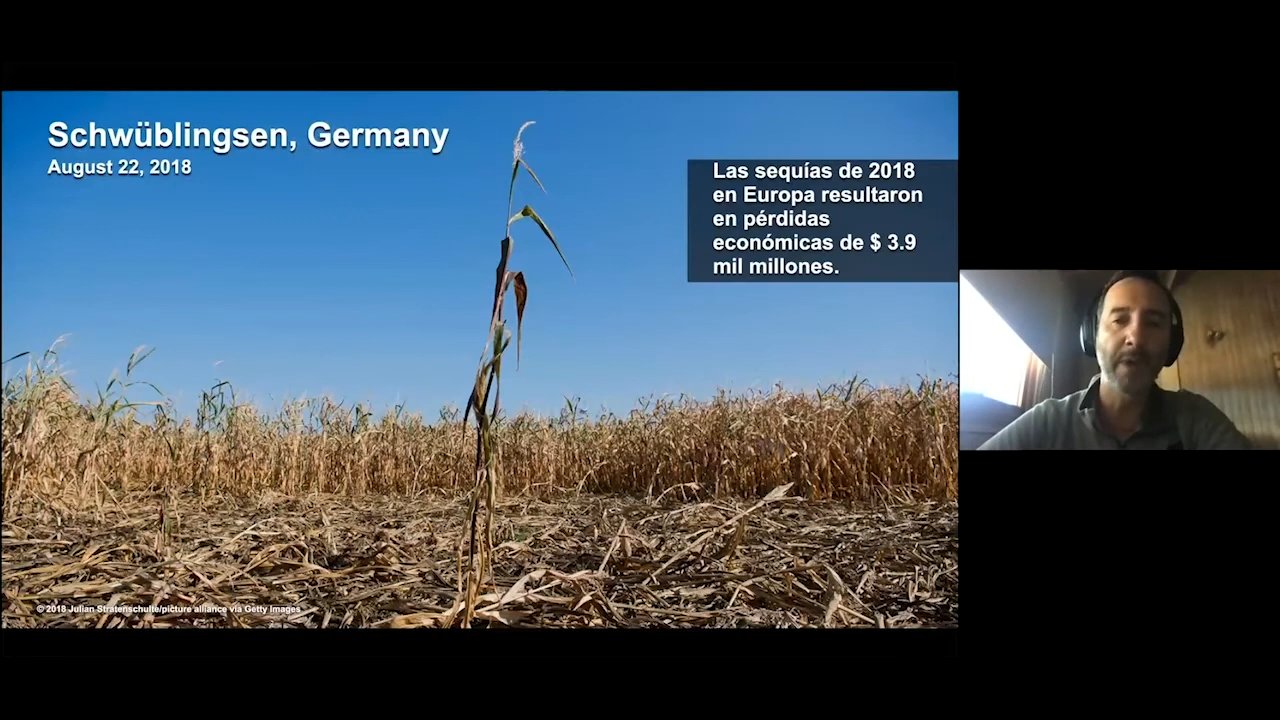 Schwüblingsen, Germany
August 22, 2018
Las sequías de 2018
en Europa resultaron
en pérdidas
económicas de $ 3.9
mil millones.
© 2018 Julian Stratenschulte/picture alliance via Getty Images